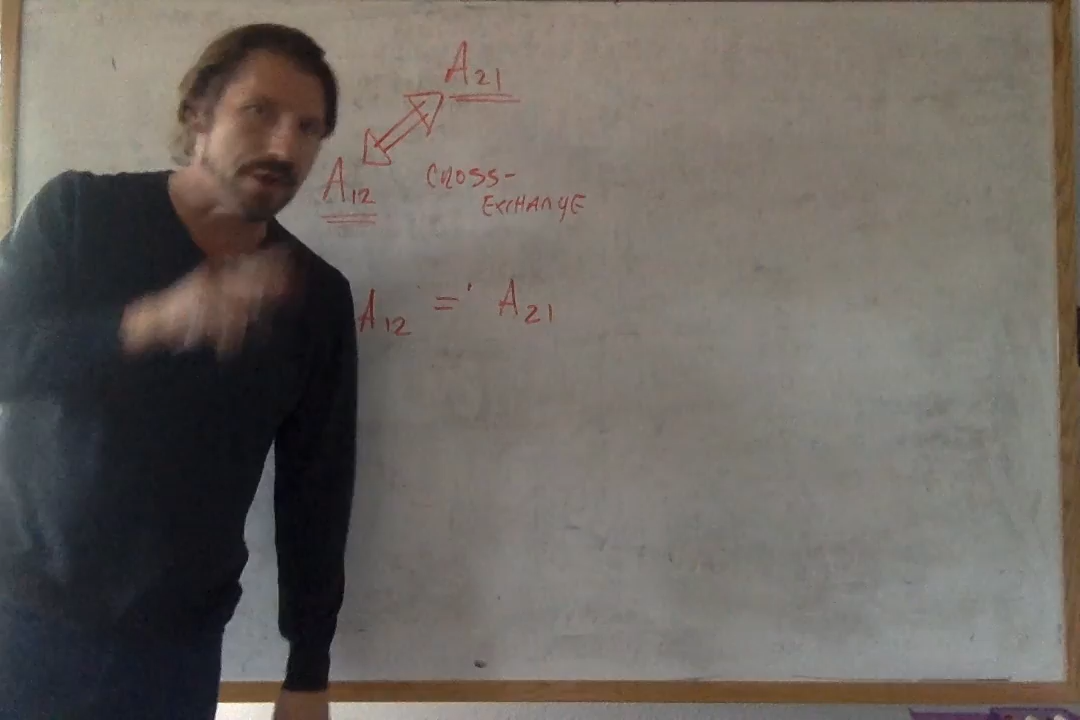 A21
A12
CROSS-
EXCHANGE
A12 = A21